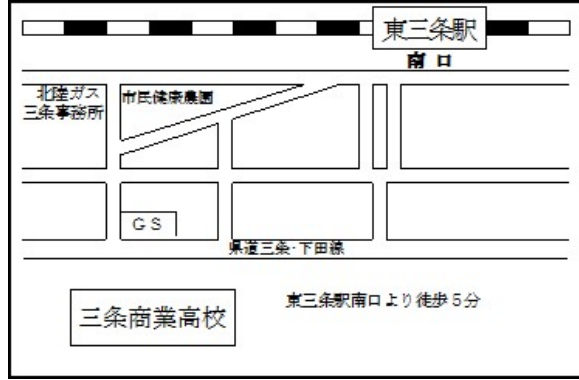 東三条駅
南口
北陸ガス
三条事務所
市民健康農園
ＧＳ
県道三条・下田線
東三条駅南口より徒歩５分
三条商業高校